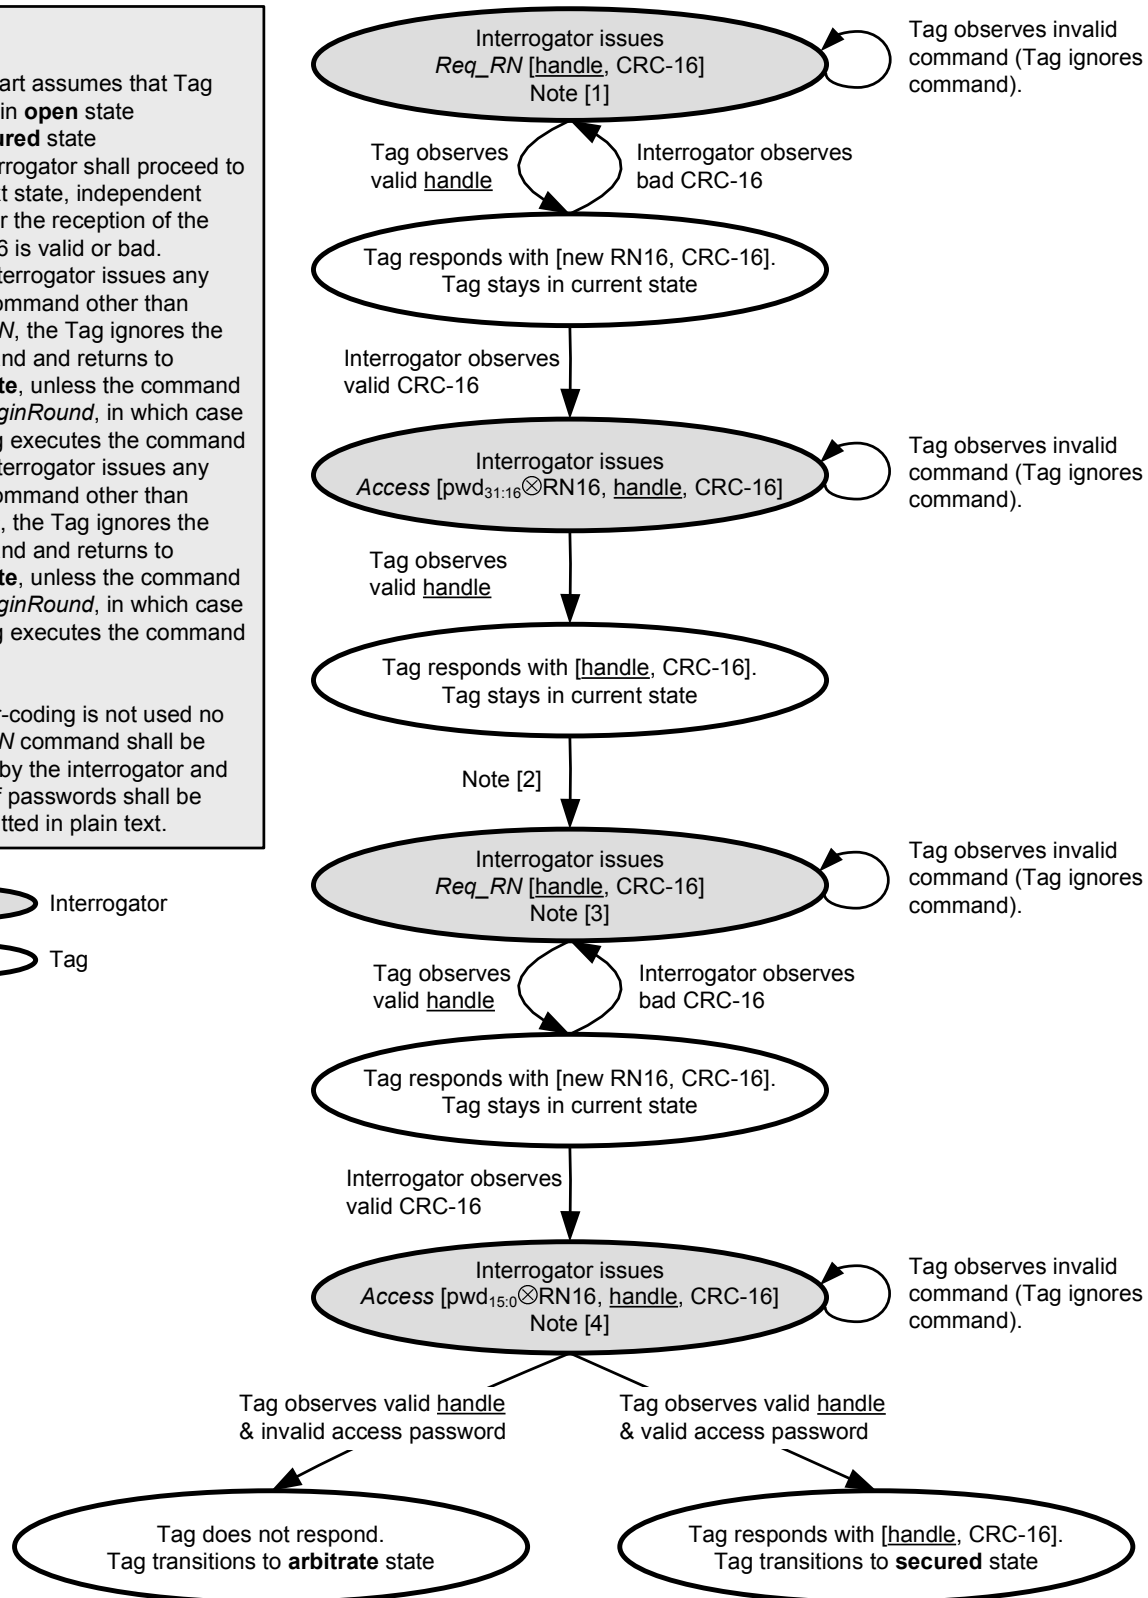 art assumes that Tag
in open state
ured state
rrogator shall proceed to
t state, independent
r the reception of the
6 is valid or bad.
nterrogator issues any
ommand other than
N, the Tag ignores the
nd and returns to
te, unless the command
ginRound, in which case
g executes the command
nterrogator issues any
ommand other than
, the Tag ignores the
nd and returns to
te, unless the command
ginRound, in which case
g executes the command
r-coding is not used no
N command shall be
by the interrogator and
f passwords shall be
tted in plain text.
Interrogator
Tag
Interrogator issues
Req_RN [handle, CRC-16]
Note [1]
Tag observes invalid
command (Tag ignores
command).
Tag observes
valid handle
Interrogator observes
bad CRC-16
Tag responds with [new RN16, CRC-16].
Tag stays in current state
Interrogator observes
valid CRC-16
Interrogator issues
Access [pwd31:16⊗RN16, handle, CRC-16]
Tag observes invalid
command (Tag ignores
command).
Tag observes
valid handle
Tag responds with [handle, CRC-16].
Tag stays in current state
Note [2]
Interrogator issues
Req_RN [handle, CRC-16]
Note [3]
Tag observes invalid
command (Tag ignores
command).
Tag observes
valid handle
Interrogator observes
bad CRC-16
Tag responds with [new RN16, CRC-16].
Tag stays in current state
Interrogator observes
valid CRC-16
Interrogator issues
Access [pwd15:0⊗RN16, handle, CRC-16]
Note [4]
Tag observes invalid
command (Tag ignores
command).
Tag observes valid handle
& invalid access password
Tag observes valid handle
& valid access password
Tag does not respond.
Tag transitions to arbitrate state
Tag responds with [handle, CRC-16].
Tag transitions to secured state